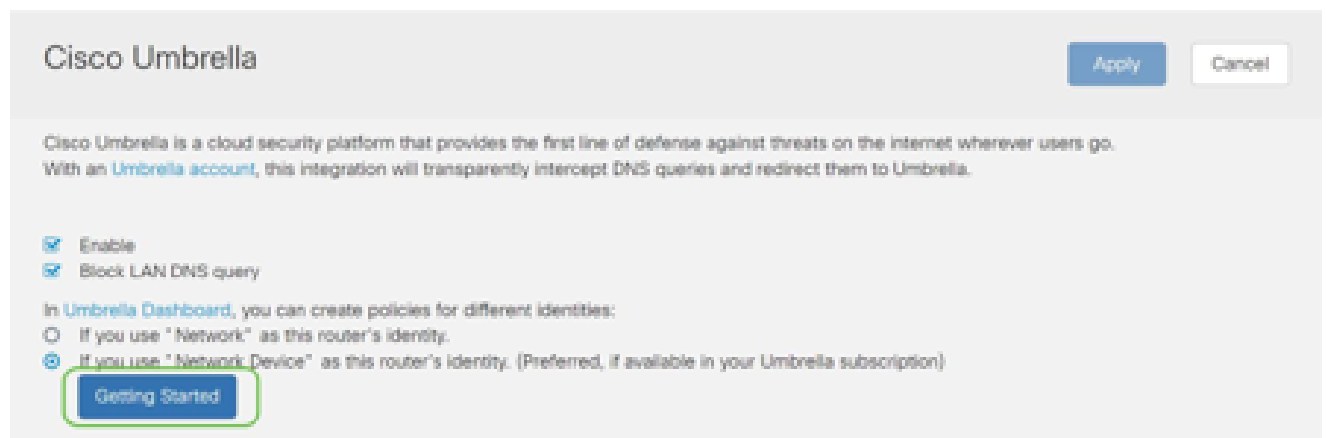 Cisco Umbrella
Apply
Cancel
Cisco Umbrella is a cloud security platform that provides the first line of defense against threats on the internet wherever users go.
With an Umbrella account, this integration will transparently intercept DNS queries and redirect them to Umbrella.
Enable
Block LAN DNS query
In Umbrella Dashboard, you can create policies for different identities:
If you use "Network" as this router's identity.
If you use "Network Device" as this router's identity. (Preferred, if available in your Umbrella subscription)
Getting Started